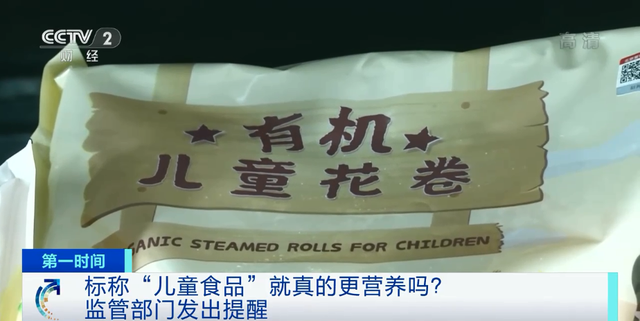 CCTV 2
财经
高清
有机
儿童花卷
ANIC STEAMED ROLLS FOR CHILDREN
第一时间
标称“儿童食品”就真的更营养吗?
监管部门发出提醒